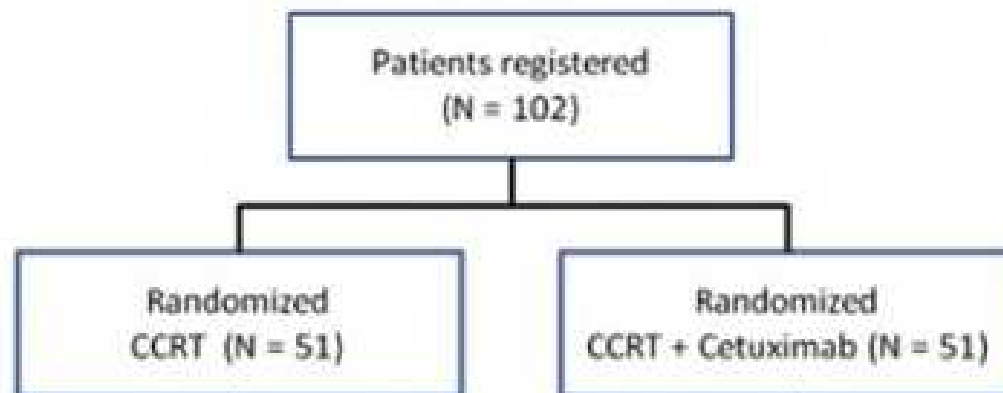 Patients registered
(N = 102)
Randomized
CCRT (N = 51)
Randomized
CCRT + Cetuximab (N = 51)